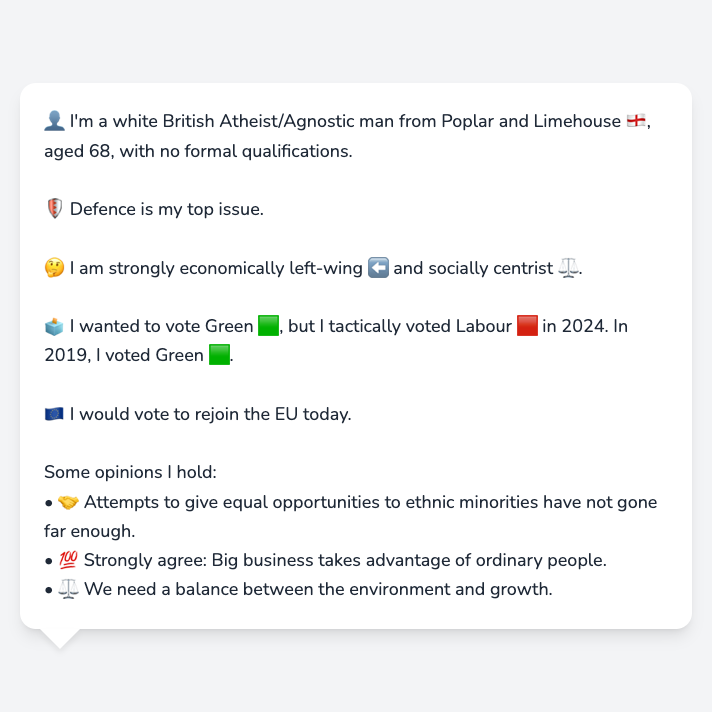 👤 I'm a white British Atheist/Agnostic man from Poplar and Limehouse 🏴󠁧󠁢󠁥󠁮󠁧󠁿,
aged 68, with no formal qualifications.
🛡️ Defence is my top issue.
🤔 I am strongly economically left-wing ⬅️ and socially centrist ⚖️.
🗳️ I wanted to vote Green 🟩, but I tactically voted Labour 🟥 in 2024. In
2019, I voted Green 🟩.
🇪🇺 I would vote to rejoin the EU today.
Some opinions I hold:
• 🤝 Attempts to give equal opportunities to ethnic minorities have not gone
far enough.
• 💯 Strongly agree: Big business takes advantage of ordinary people.
• ⚖️ We need a balance between the environment and growth.